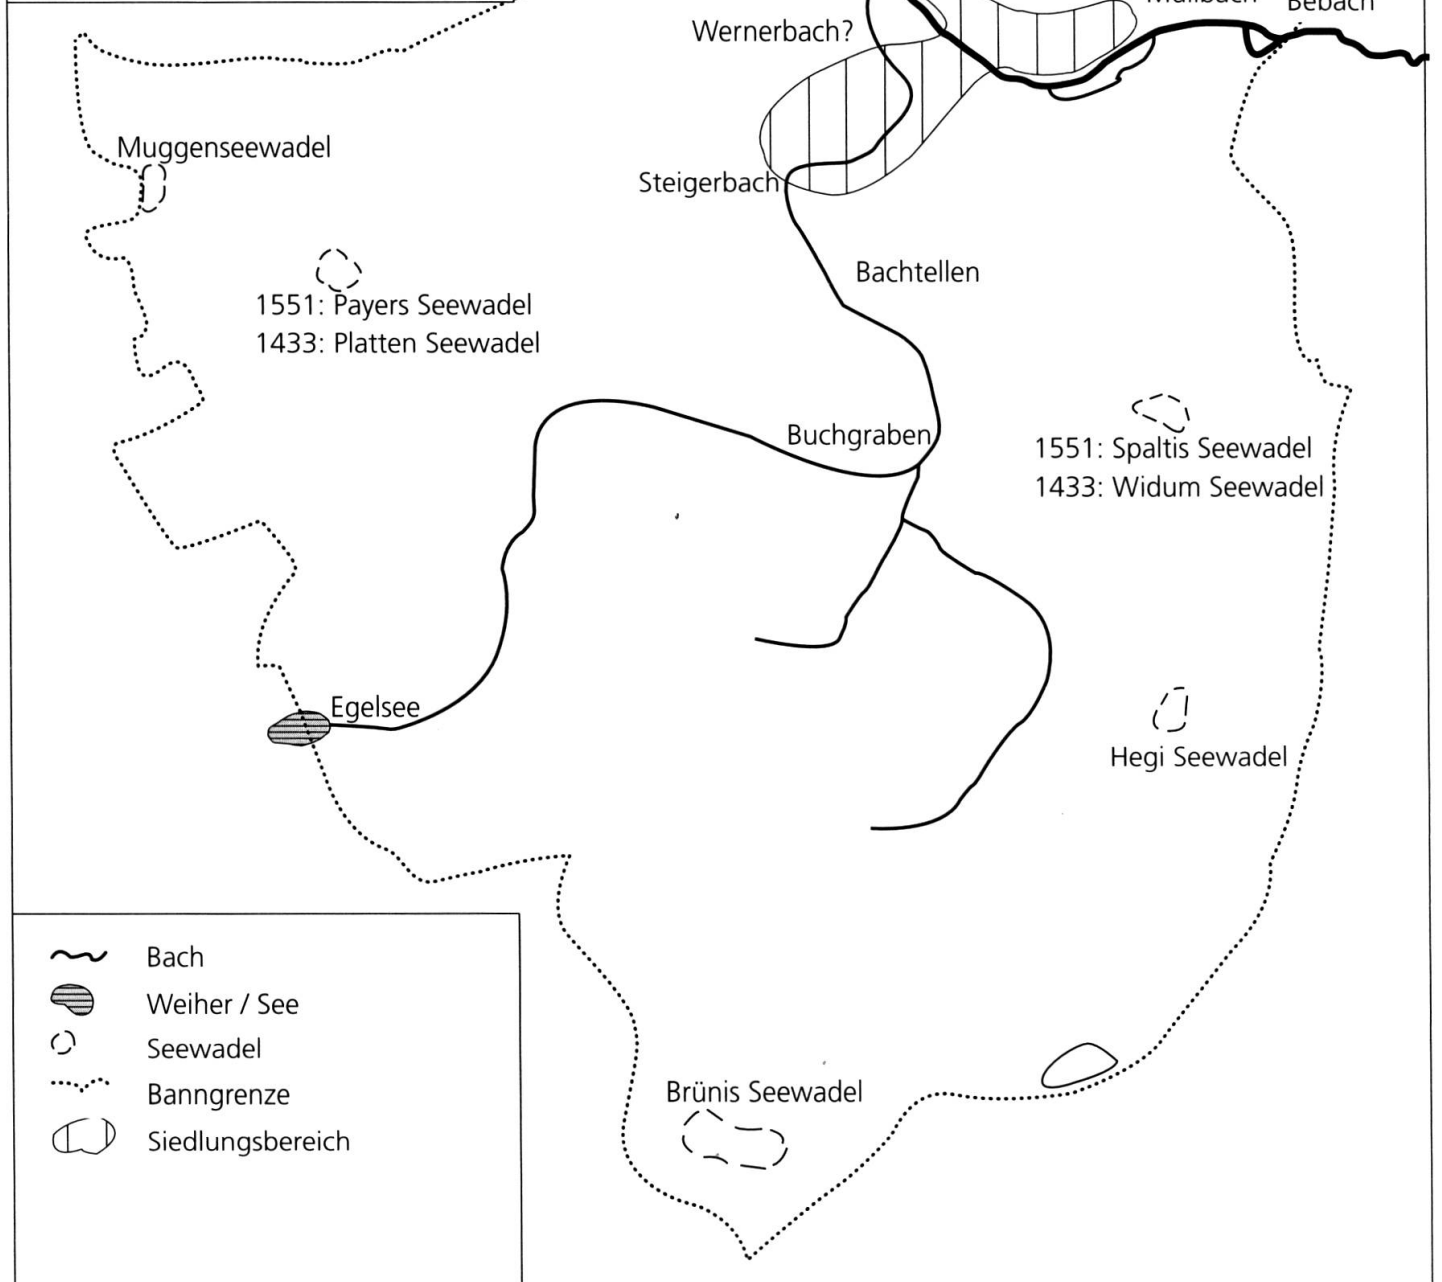 Bebach
Wernerbach?
Muggenseewadel
Steigerbach
Bachtellen
1551: Payers Seewadel
1433: Platten Seewadel
Buchgraben
1551: Spaltis Seewadel
1433: Widum Seewadel
Egelsee
Hegi Seewadel
Bach
Weiher / See
Seewadel
Banngrenze
Siedlungsbereich
Brünis Seewadel